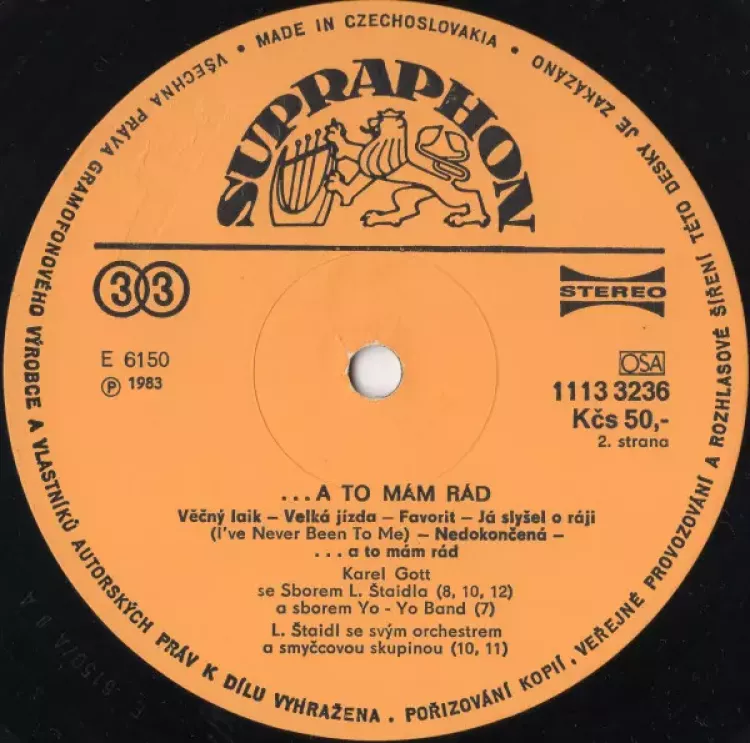 • MADE IN CZECHOSLOVAKIA •
VŠECHNA PRÁVA GRAMOFONOVÉHO VÝROBCE A VLASTNÍKŮ AUTORSKÝCH PRÁV K DÍLU VYHRAŽENA. POŘIZOVÁNÍ KOPIÍ, VEŘEJNÉ PROVOZOVÁNÍ A ROZHLASOVÉ ŠÍŘENÍ TÉTO DESKY JE ZAKÁZÁNO
SUPRAPHON
33
STEREO
E 6150
Ⓟ 1983
OSA
1113 3236
Kčs 50,-
2. strana
...A TO MÁM RÁD
Věčný laik – Velká jízda – Favorit – Já slyšel o ráji
(I've Never Been To Me) – Nedokončená –
...a to mám rád
Karel Gott
se Sborem L. Štaidla (8, 10, 12)
a sborem Yo - Yo Band (7)
L. Štaidl se svým orchestrem
a smyčcovou skupinou (10, 11)